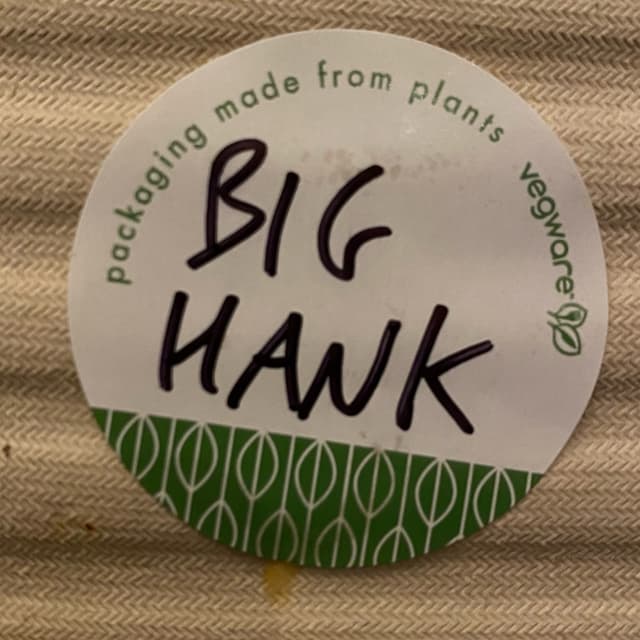 packaging made from plants
vegware
BIG
HANK